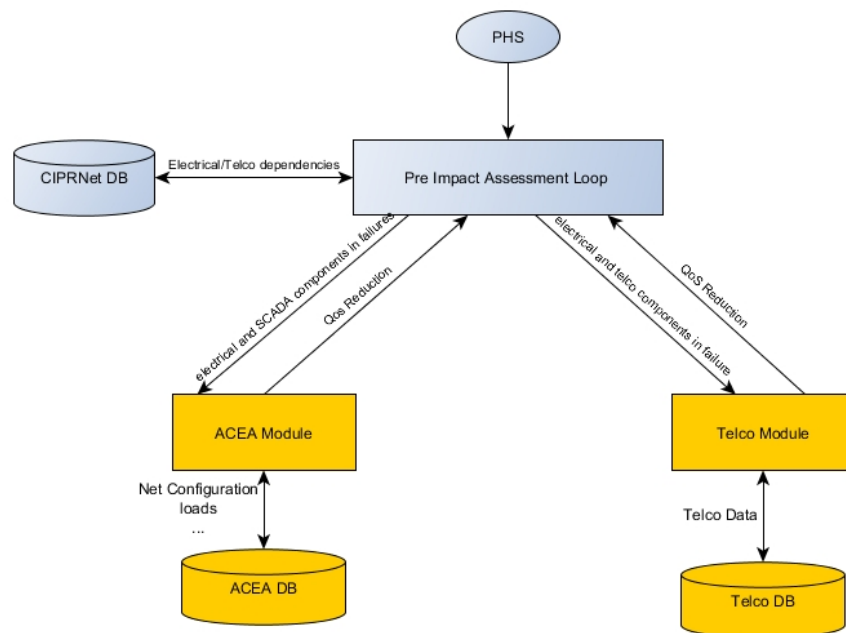 PHS
CIPRNet DB
Electrical/Telco dependencies
Pre Impact Assessment Loop
electrical and SCADA components in failures
Qos Reduction
electrical and telco components in failure
QoS Reduction
ACEA Module
Telco Module
Net Configuration
loads
...
Telco Data
ACEA DB
Telco DB